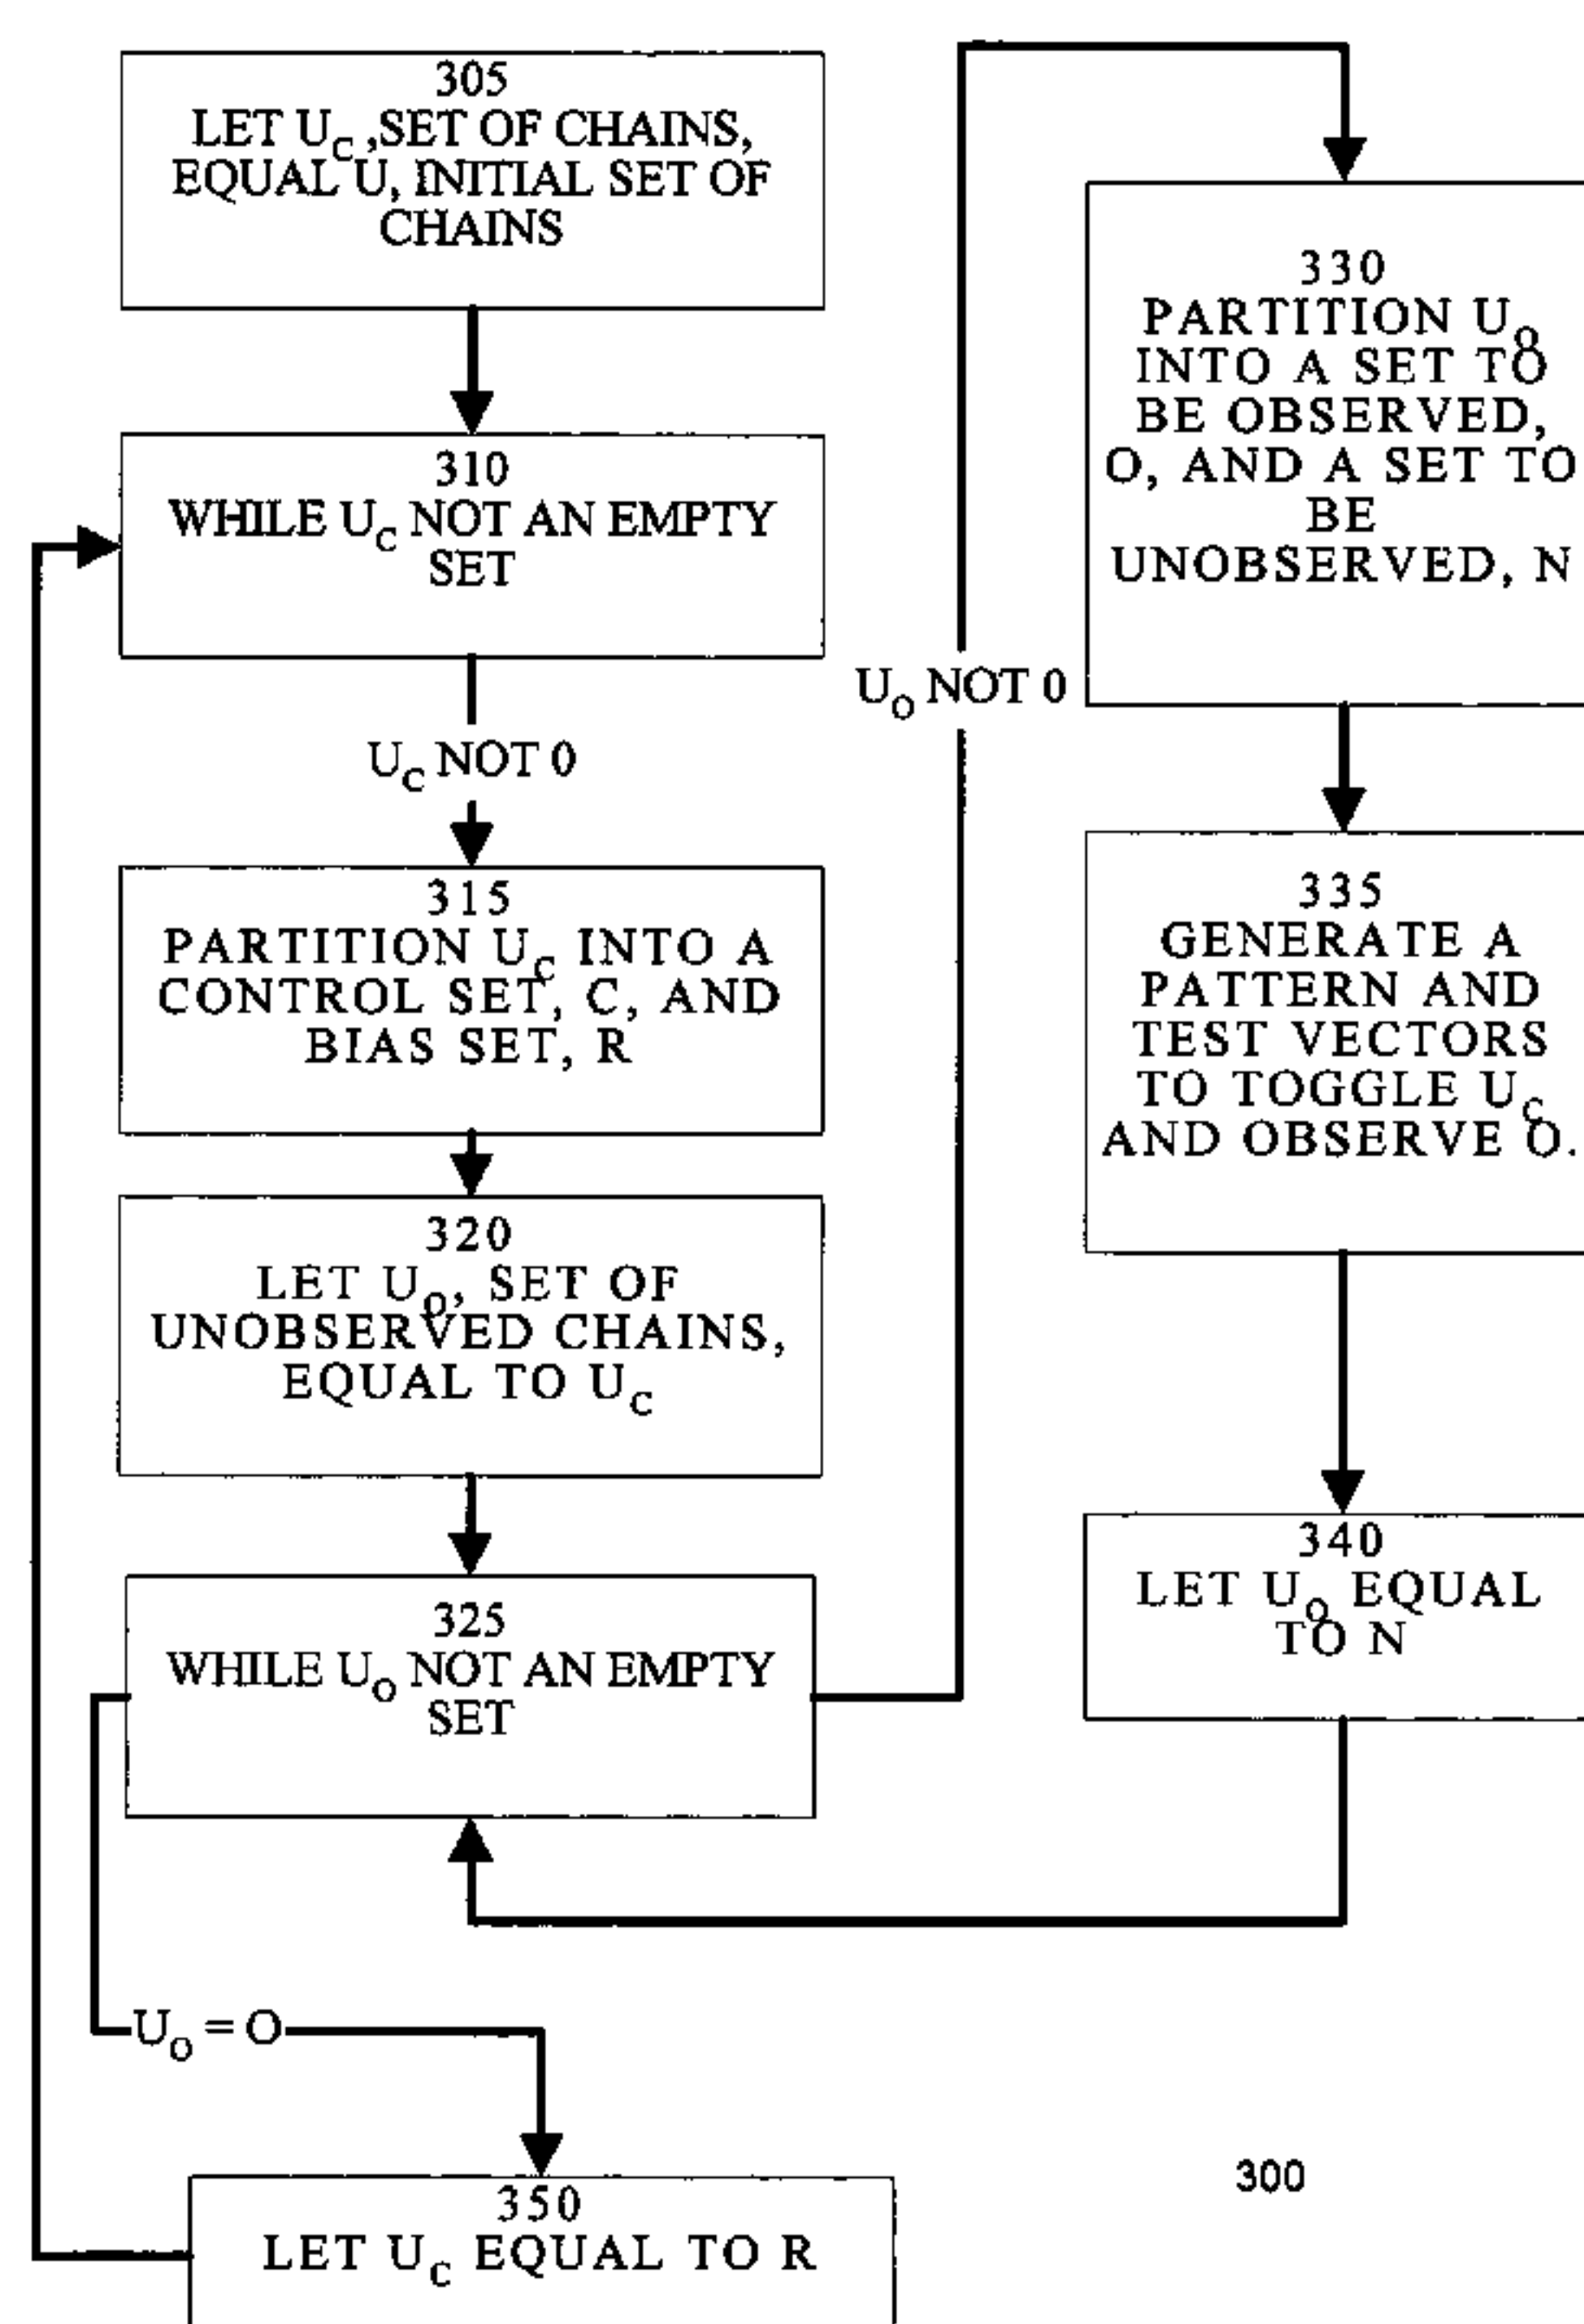 305
LET U_C ,SET OF CHAINS,
EQUAL U, INITIAL SET OF
CHAINS
310
WHILE U_C NOT AN EMPTY
SET
U_C NOT 0
315
PARTITION U_C INTO A
CONTROL SET, C, AND
BIAS SET, R
320
LET U_O, SET OF
UNOBSERVED CHAINS,
EQUAL TO U_C
325
WHILE U_O NOT AN EMPTY
SET
U_O NOT 0
330
PARTITION U_O
INTO A SET TO
BE OBSERVED,
O, AND A SET TO
BE
UNOBSERVED, N
335
GENERATE A
PATTERN AND
TEST VECTORS
TO TOGGLE U_C
AND OBSERVE O.
340
LET U_O EQUAL
TO N
U_O = O
350
LET U_C EQUAL TO R
300